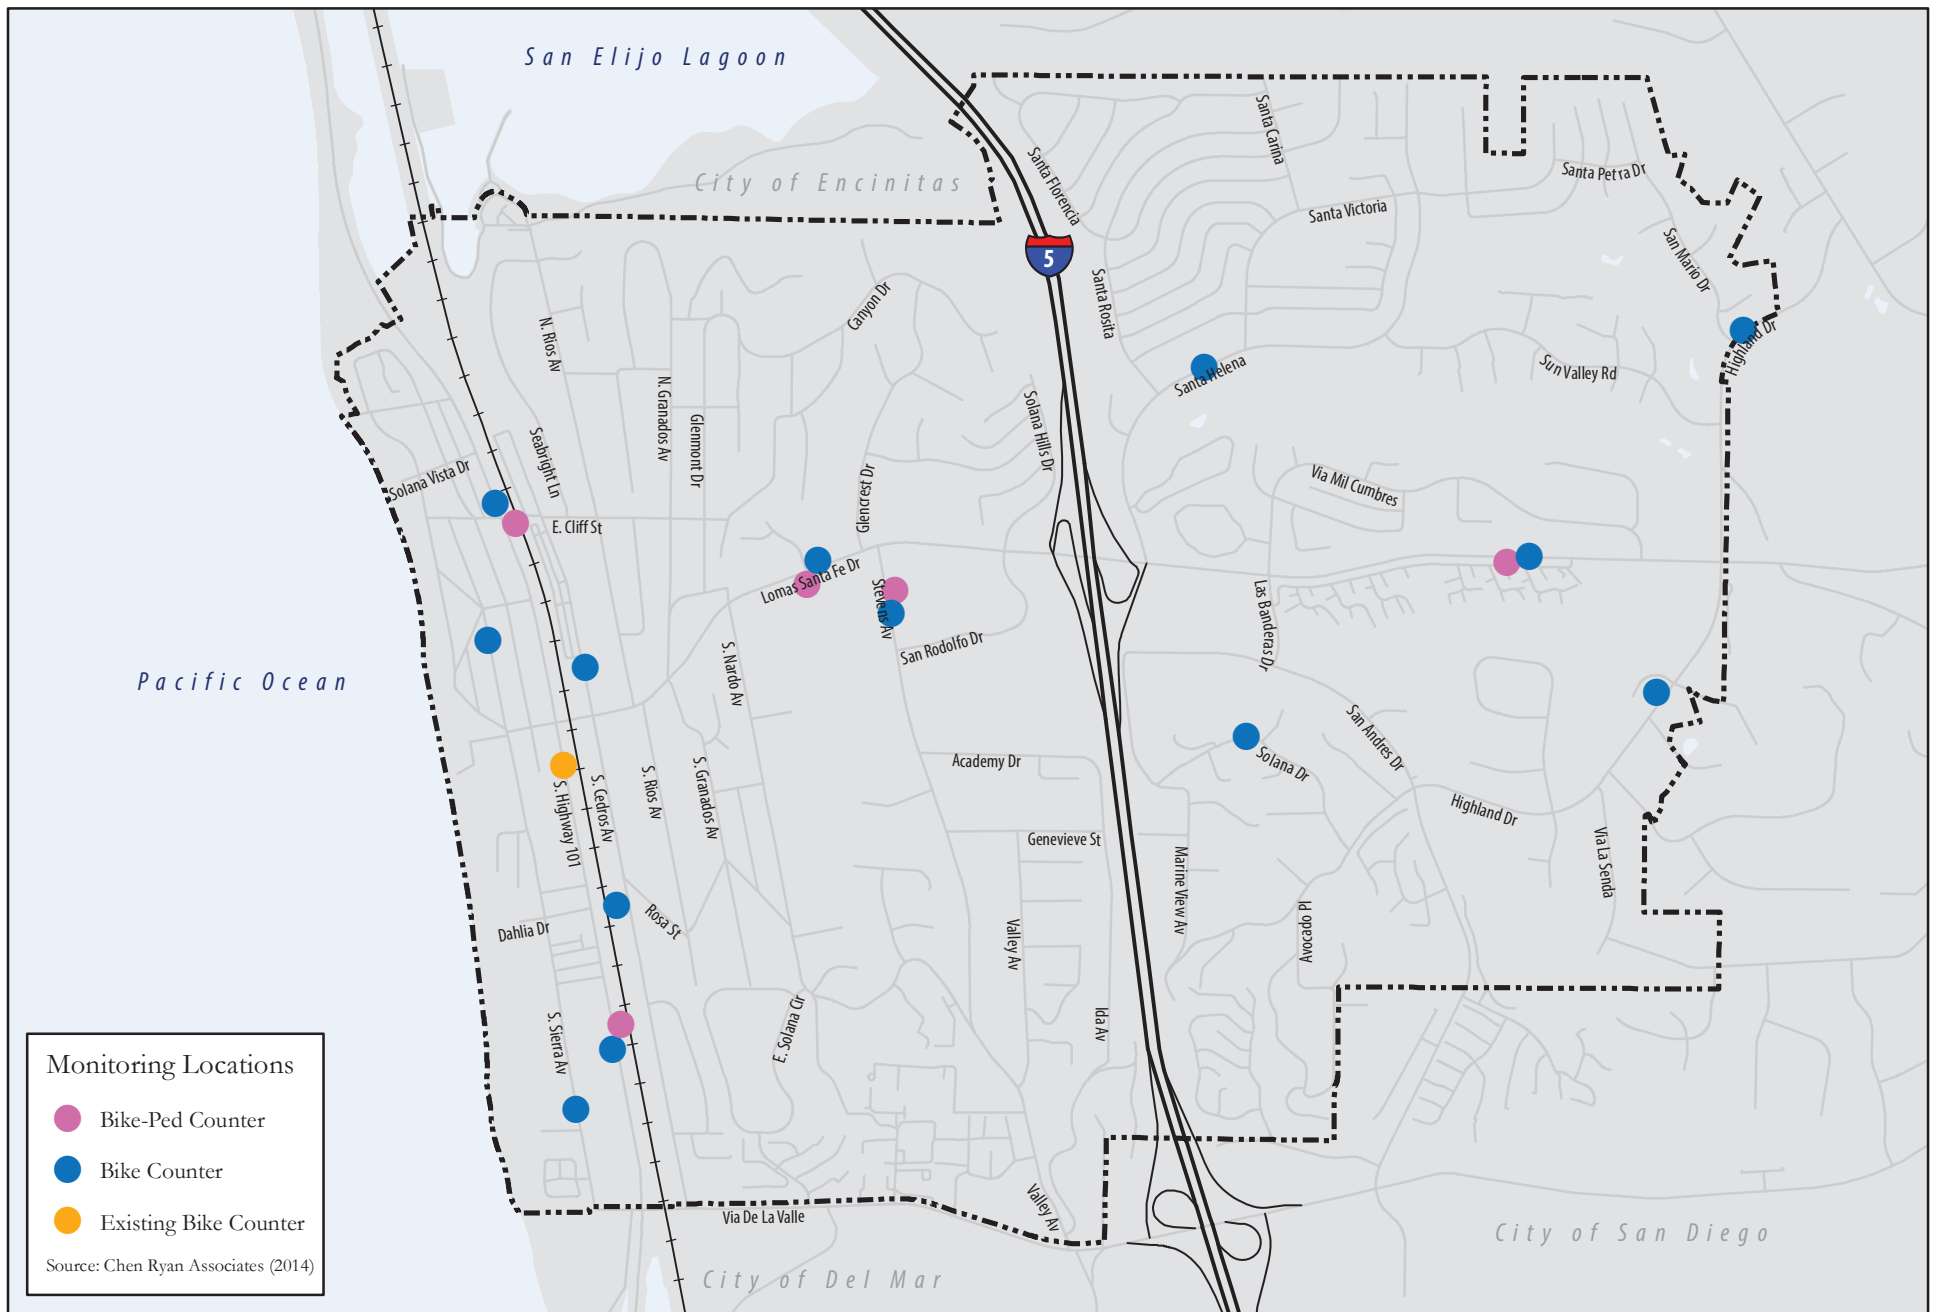 San Elijo Lagoon
City of Encinitas
Santa Florencia
Santa Carina
Santa Petra Dr
Santa Victoria
San Mario Dr
5
Santa Rosita
Canyon Dr
N. Rios Av
Highland Dr
Santa Helena
Sun Valley Rd
N. Granados Av
Glenmont Dr
Solana Hills Dr
Seabright Ln
Solana Vista Dr
Glencrest Dr
Via Mil Cumbres
E. Cliff St
Lomas Santa Fe Dr
Stevens Av
San Rodolfo Dr
Las Banderas Dr
Pacific Ocean
S. Nardo Av
San Andres Dr
Solana Dr
Academy Dr
S. Highway 101
S. Cedros Av
S. Rios Av
S. Granados Av
Highland Dr
Genevieve St
Marine View Av
Via La Senda
Rosa St
Dahlia Dr
Valley Av
Avocado Pl
E. Solana Cir
S. Sierra Av
Ida Av
Valley Av
Via De La Valle
City of San Diego
City of Del Mar
Monitoring Locations
Bike-Ped Counter
Bike Counter
Existing Bike Counter
Source: Chen Ryan Associates (2014)